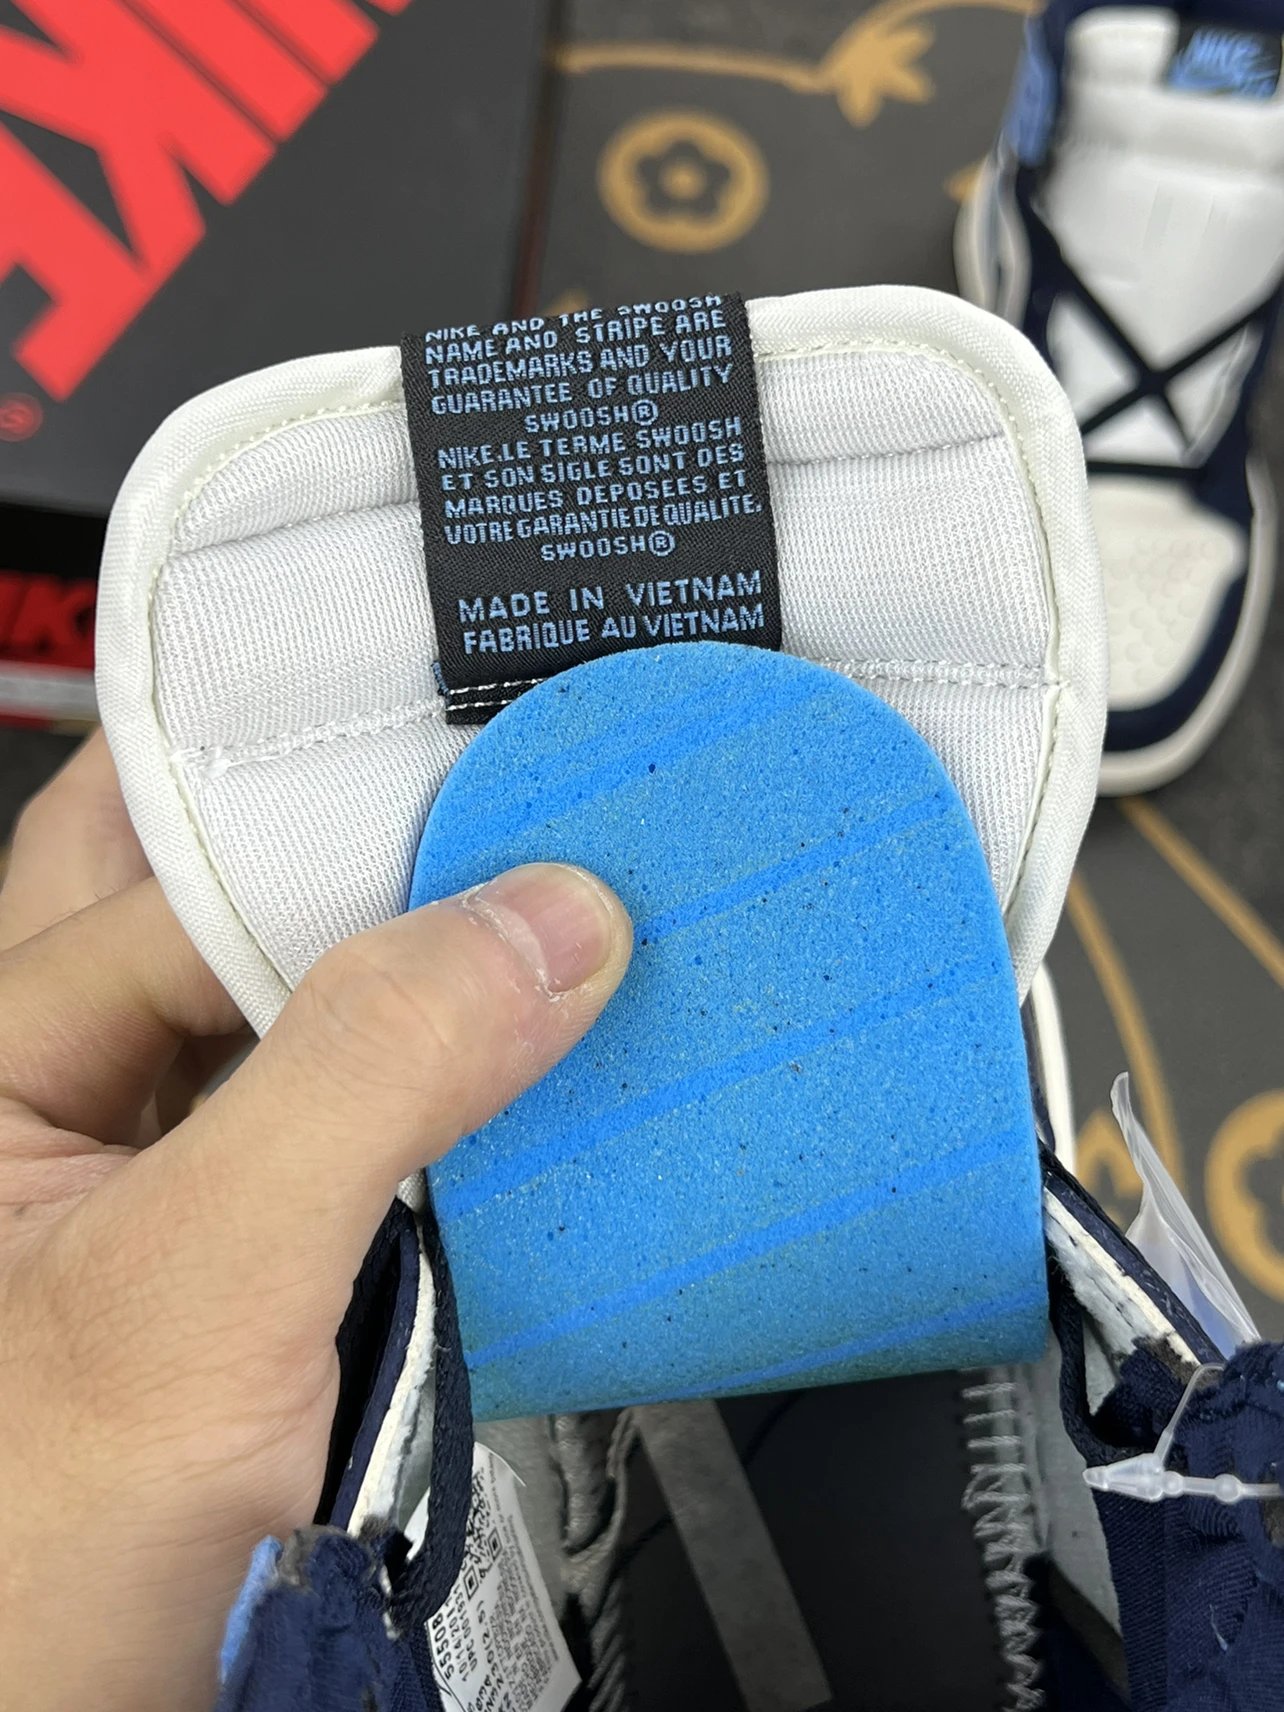 NIKE
NIKE
NIKE AND THE SWOOSH
NAME AND STRIPE ARE
TRADEMARKS AND YOUR
GUARANTEE OF QUALITY
SWOOSH®
NIKE.LE TERME SWOOSH
ET SON SIGLE SONT DES
MARQUES DEPOSEES ET
VOTRE GARANTIE DE QUALITE.
SWOOSH®
MADE IN VIETNAM
FABRIQUE AU VIETNAM